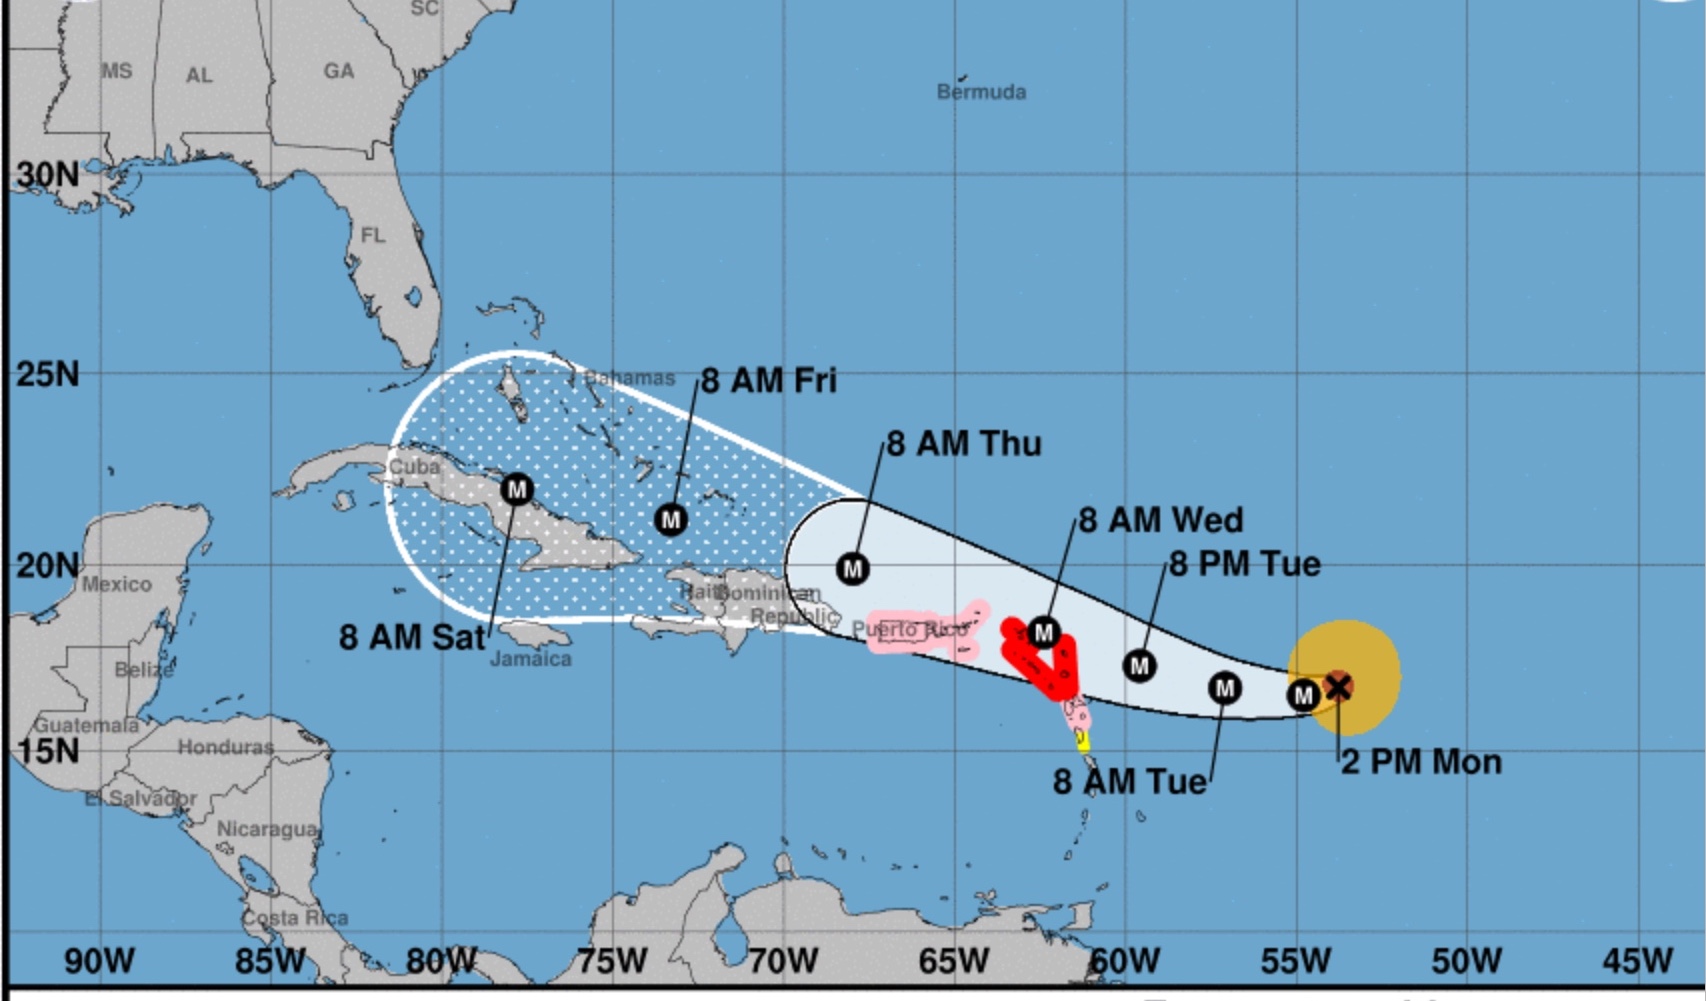 SC
MS
AL
GA
Bermuda
30N
FL
25N
Bahamas
8 AM Fri
8 AM Thu
Cuba
M
M
8 AM Wed
8 PM Tue
20N
M
Mexico
Haiti
Dominican
Republic
Puerto Rico
M
8 AM Sat
Jamaica
M
Belize
M
M
Guatemala
15N
Honduras
2 PM Mon
8 AM Tue
El Salvador
Nicaragua
Costa Rica
90W 85W 80W 75W 70W 65W 60W 55W 50W 45W